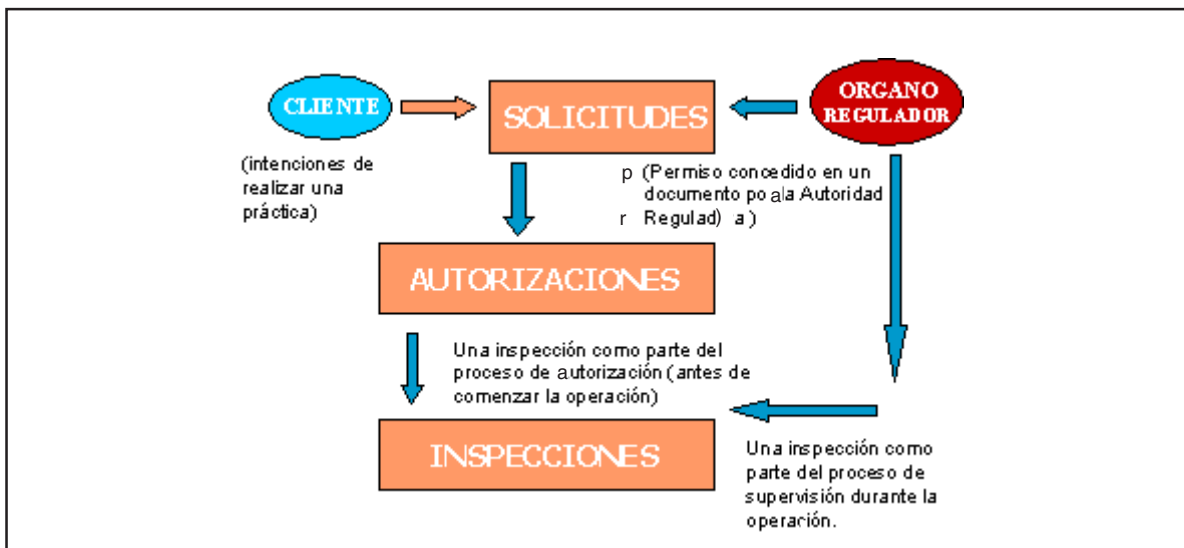 CLIENTE
SOLICITUDES
ORGANO
REGULADOR
(intenciones de
realizar una
práctica)
p (Permiso concedido en un
documento po ala Autoridad
r Regulad) a )
AUTORIZACIONES
Una inspección como parte del
proceso de autorización (antes de
comenzar la operación)
INSPECCIONES
Una inspección como
parte del proceso de
supervisión durante la
operación.